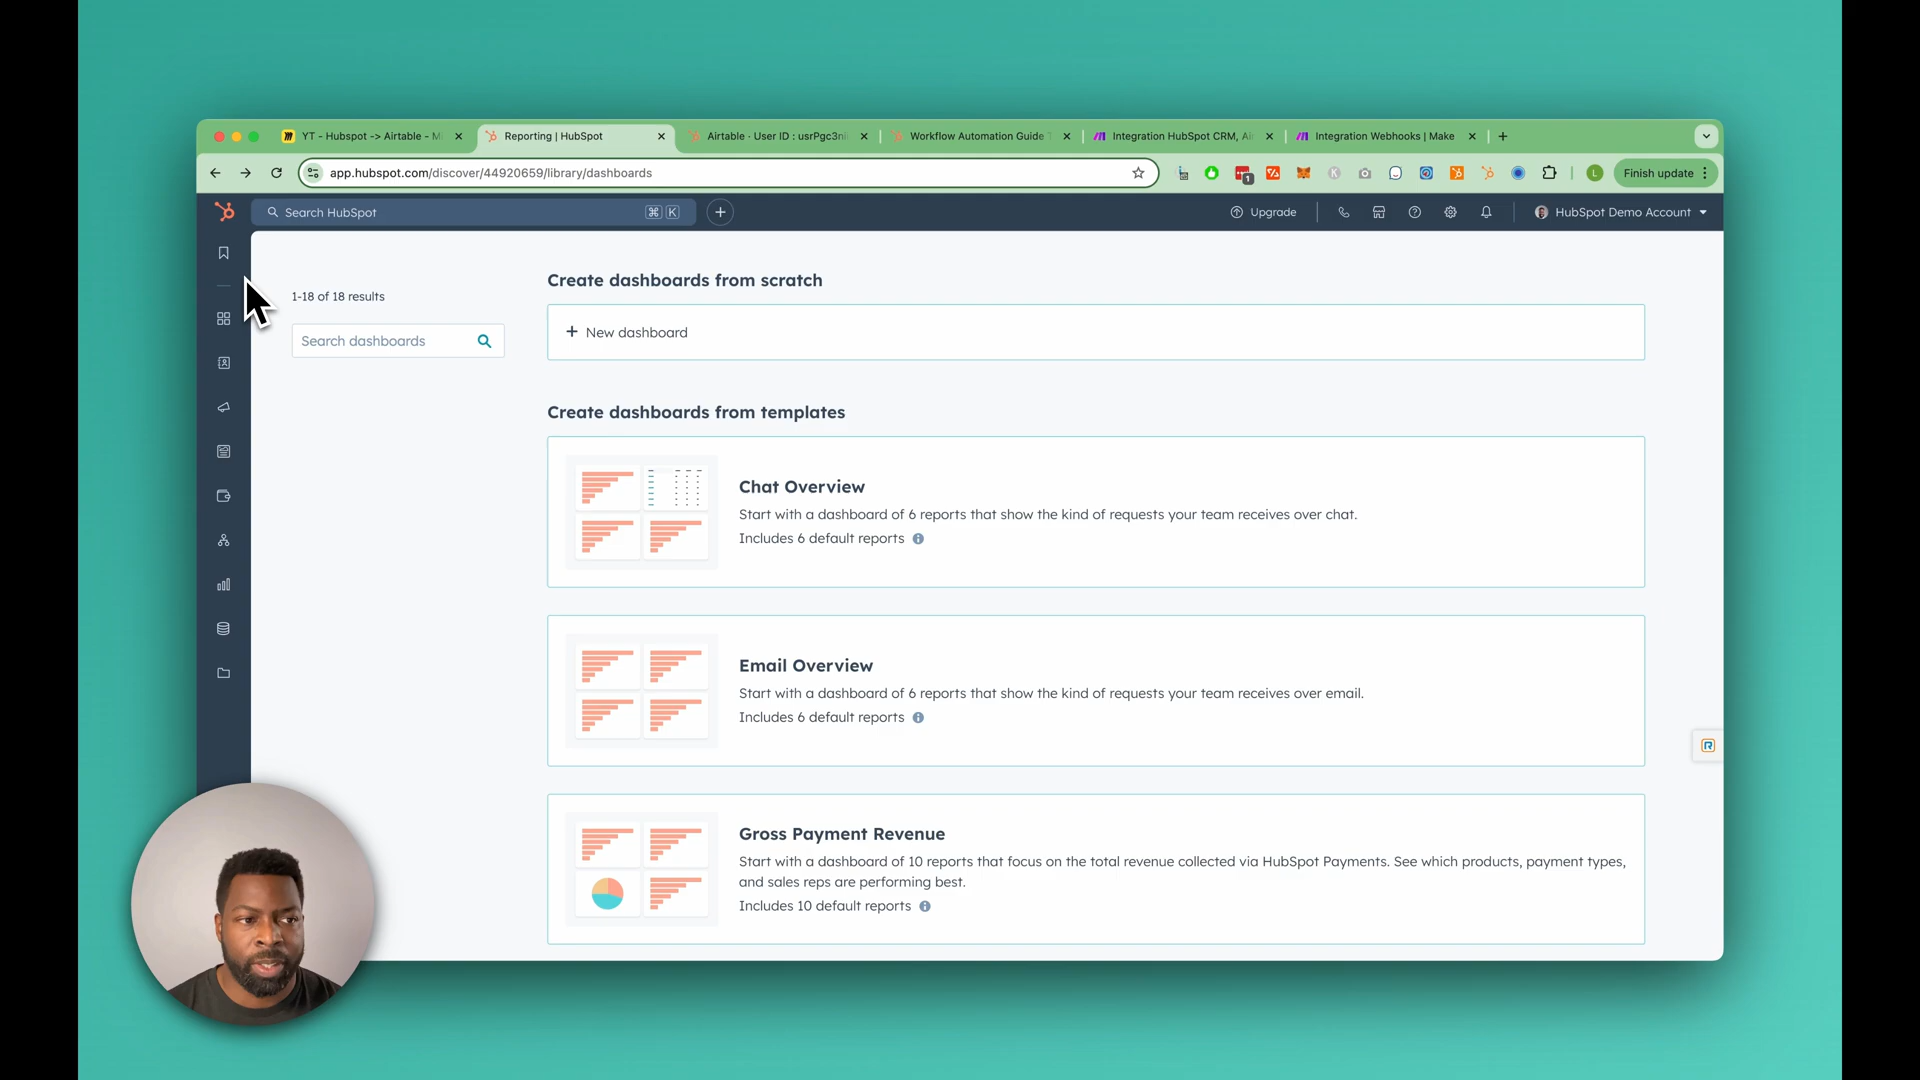 YT - Hubspot -> Airtable - Mi
Reporting | HubSpot
Airtable · User ID : usrPgc3ni
Workflow Automation Guide T
Integration HubSpot CRM, Ai
Integration Webhooks | Make
app.hubspot.com/discover/44920659/library/dashboards
1
L
Finish update
Search HubSpot
⌘ K
Upgrade
HubSpot Demo Account
1-18 of 18 results
Search dashboards
Create dashboards from scratch
+ New dashboard
Create dashboards from templates
Chat Overview
Start with a dashboard of 6 reports that show the kind of requests your team receives over chat.
Includes 6 default reports
Email Overview
Start with a dashboard of 6 reports that show the kind of requests your team receives over email.
Includes 6 default reports
Gross Payment Revenue
Start with a dashboard of 10 reports that focus on the total revenue collected via HubSpot Payments. See which products, payment types,
and sales reps are performing best.
Includes 10 default reports